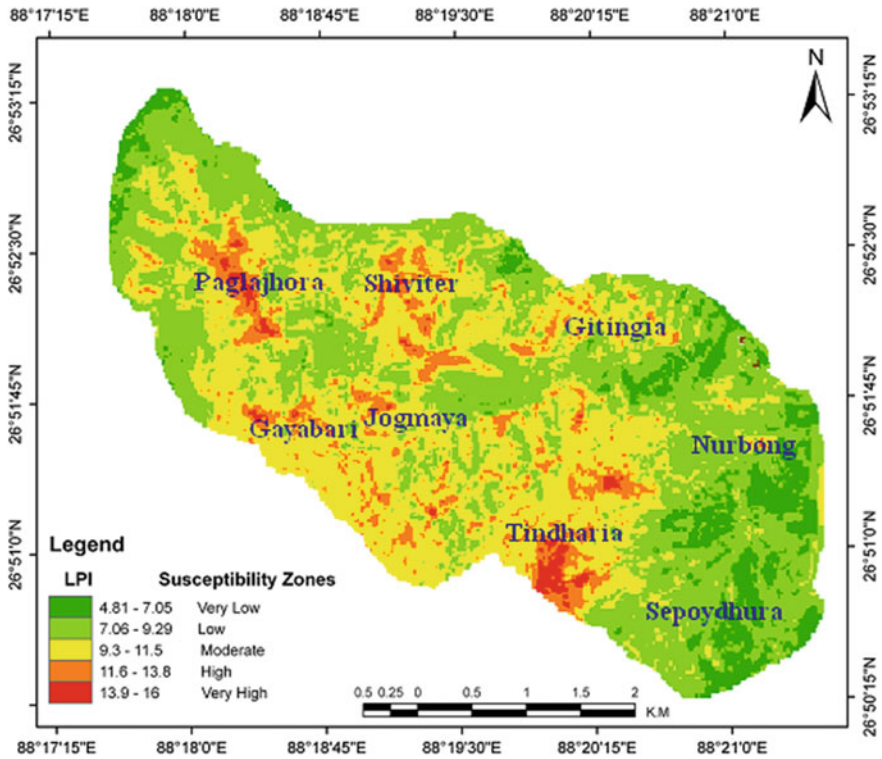 88°17'15"E 88°18'0"E 88°18'45"E 88°19'30"E 88°20'15"E 88°21'0"E
N
26°53'15"N 26°53'15"N
26°52'30"N 26°52'30"N
Paglajhora Shiviter
Gitingia
26°51'45"N 26°51'45"N
Gayabari Jogmaya
Nurbong
Tindharia
26°51'0"N 26°51'0"N
Legend
LPI Susceptibility Zones
4.81 - 7.05 Very Low
7.06 - 9.29 Low
9.3 - 11.5 Moderate
11.6 - 13.8 High
13.9 - 16 Very High
Sepoydhura
0.5 0.25 0 0.5 1 1.5 2
K.M
26°50'15"N
88°17'15"E 88°18'0"E 88°18'45"E 88°19'30"E 88°20'15"E 88°21'0"E